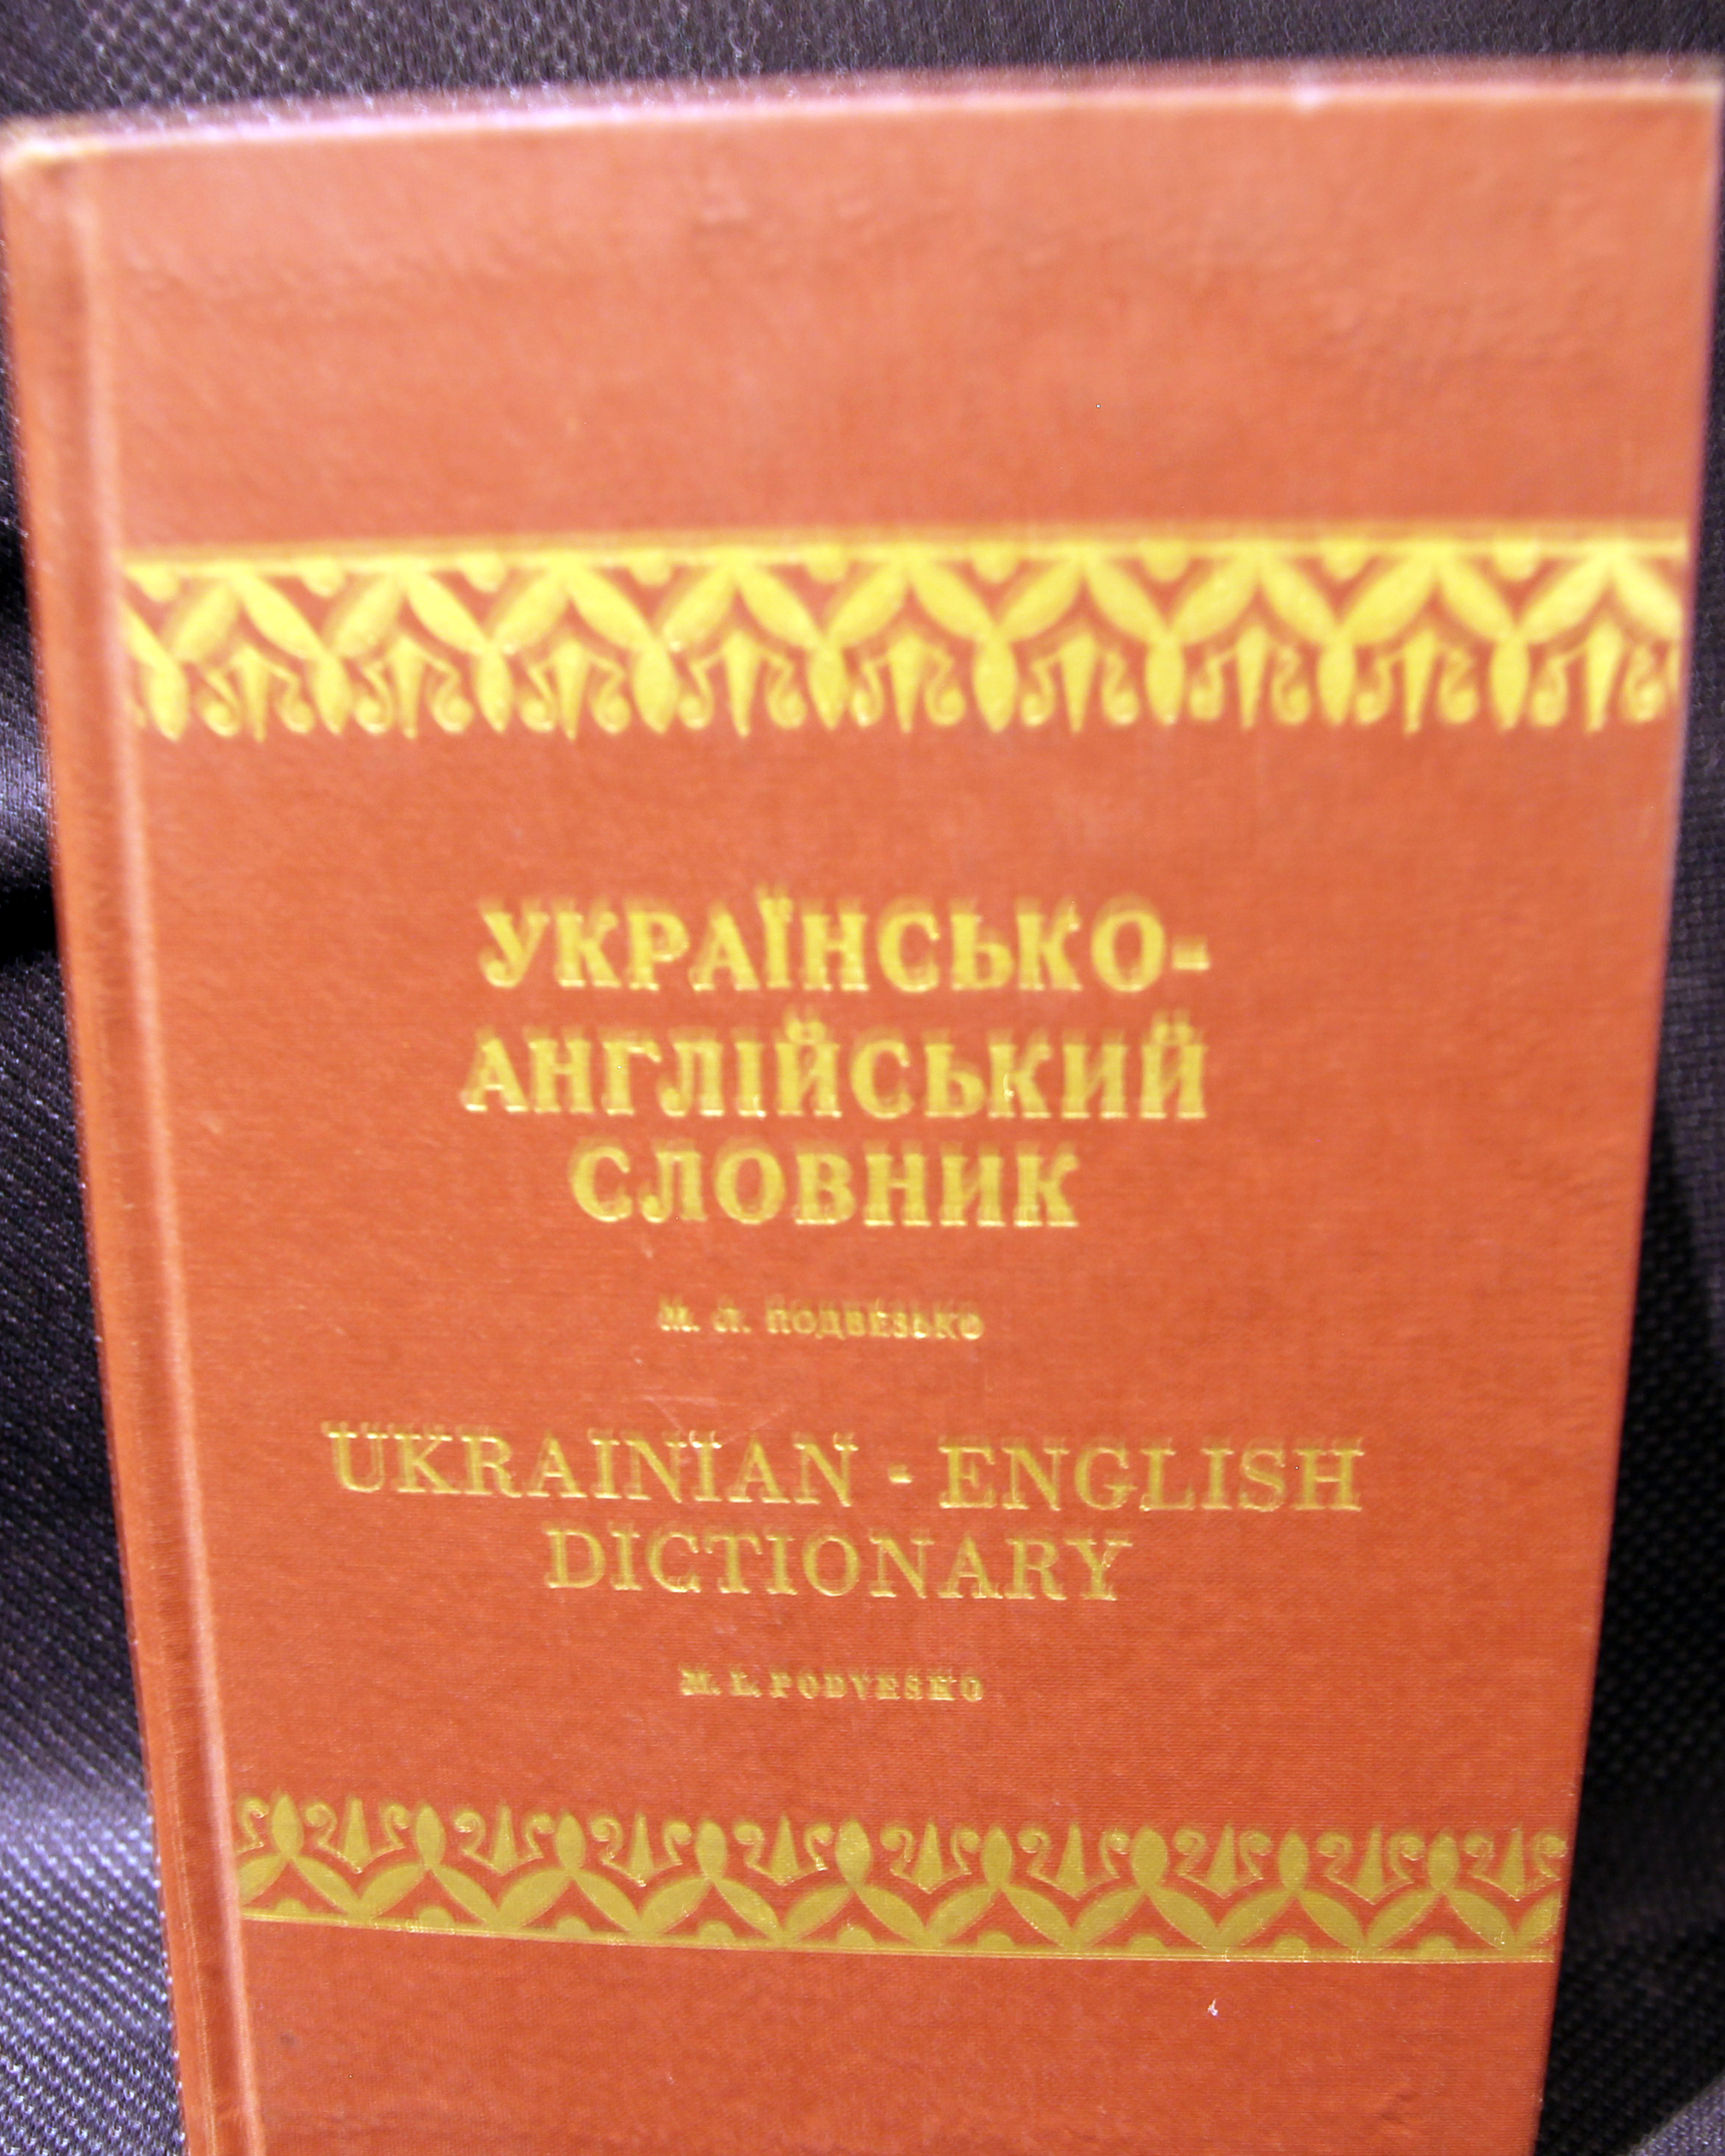 УКРАЇНСЬКО-
АНГЛІЙСЬКИЙ
СЛОВНИК
М. Л. ПОДВЕЗЬКО
UKRAINIAN - ENGLISH
DICTIONARY
M. L. PODVESKO